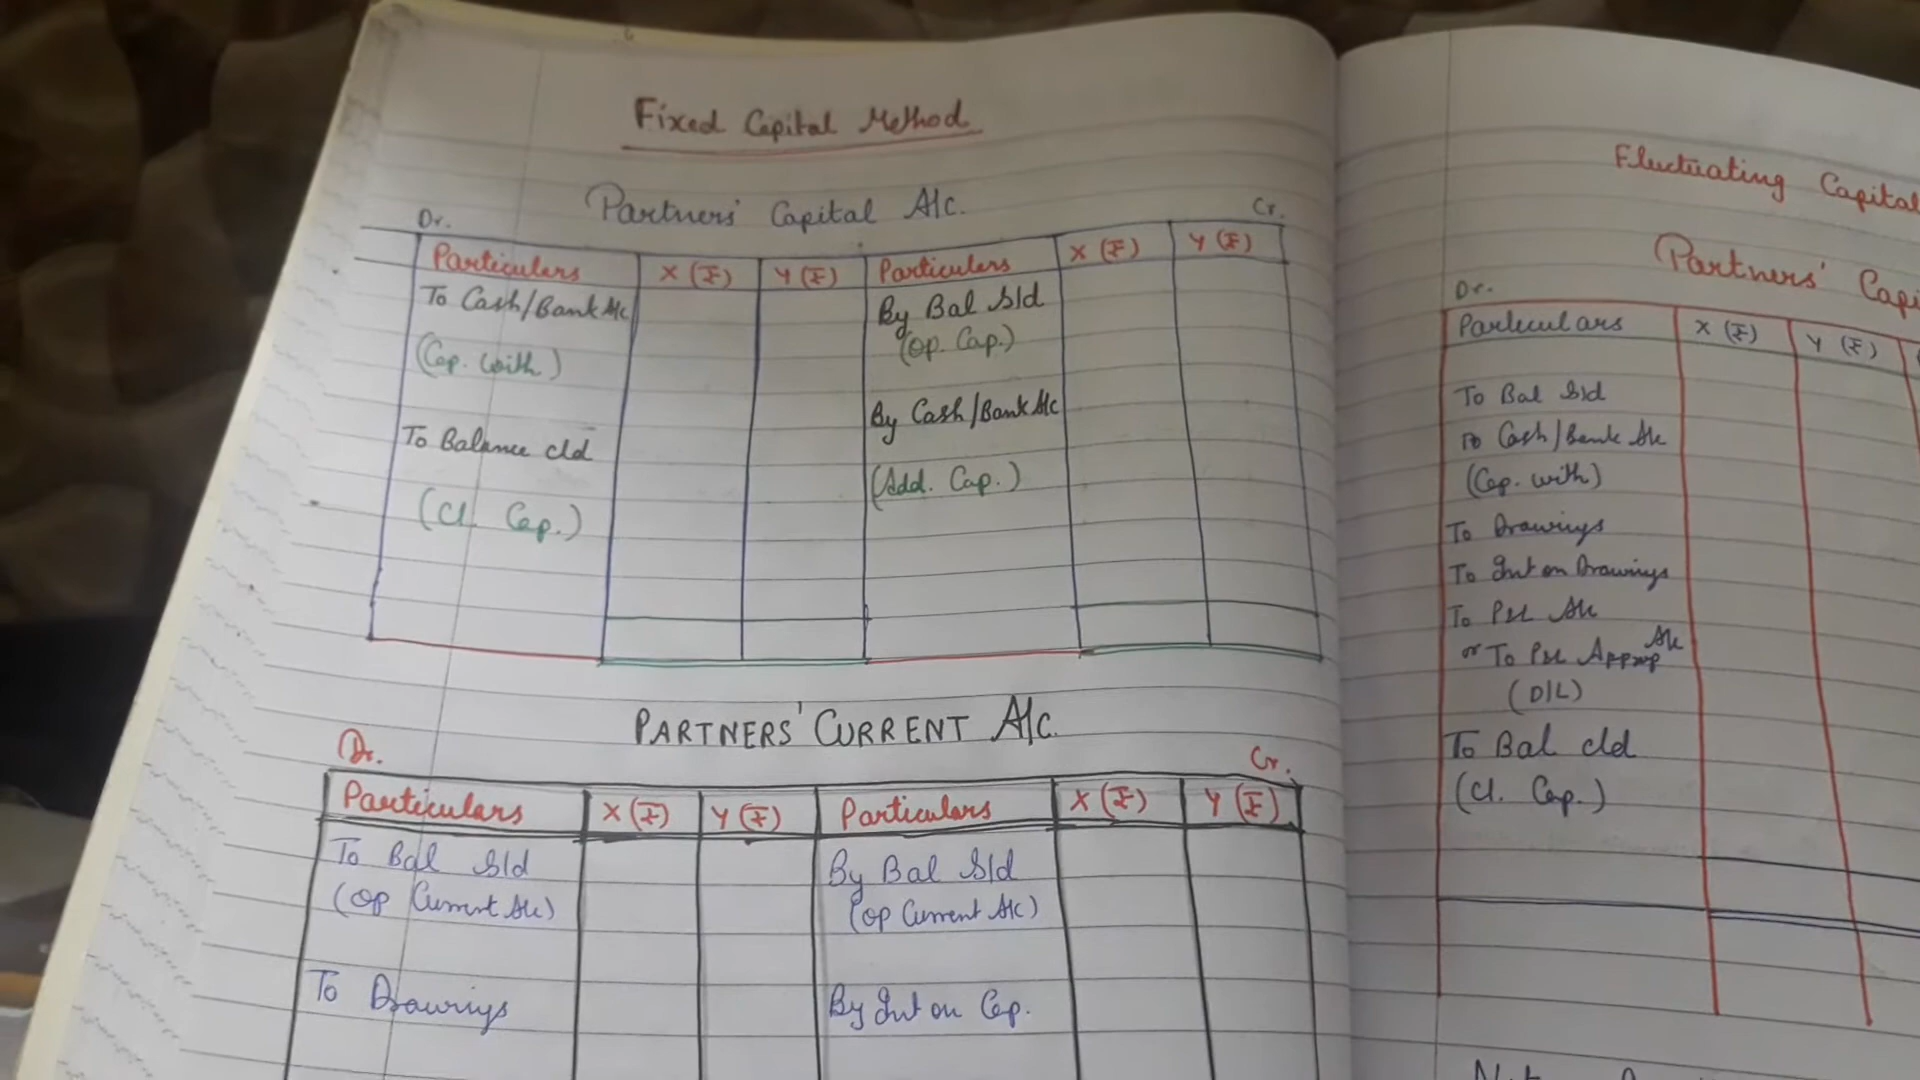 Fixed Capital Method
Partners' Capital A/c.
Dr. Cr.
Particulars X (₹) Y (₹) Particulars X (₹) Y (₹)
To Cash/Bank A/c By Bal b/d
(Cap. with.) (Op. Cap.)
To Balance c/d By Cash/Bank A/c
(Cl. Cap.) (Add. Cap.)
PARTNERS' CURRENT A/c.
Dr. Cr.
Particulars X (₹) Y (₹) Particulars X (₹) Y (₹)
To Bal b/d By Bal b/d
(Op Current A/c) (Op Current A/c)
To Drawings By Int on Cap.
Fluctuating Capital
Partners' Capi
Dr.
Particulars X (₹) Y (₹)
To Bal b/d
To Cash/Bank A/c
(Cap. with)
To Drawings
To Int on Drawings
To P&L A/c
or To P&L Approp A/c
(D/L)
To Bal c/d
(Cl. Cap.)